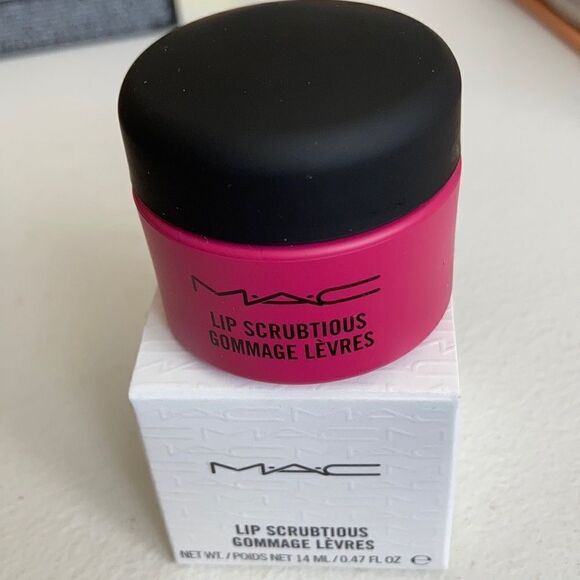 M·A·C
LIP SCRUBTIOUS
GOMMAGE LÈVRES
M·A·C
LIP SCRUBTIOUS
GOMMAGE LÈVRES
NET WT./POIDS NET 14 ML/0.47 FL OZ ℮